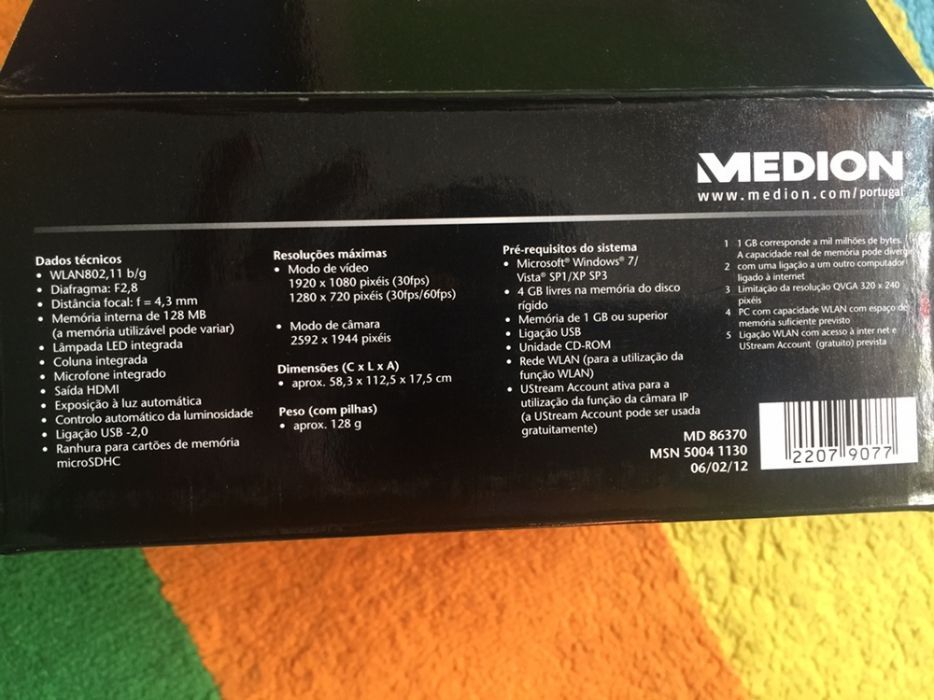 MEDION
www.medion.com/portugal
Dados técnicos
• WLAN802,11 b/g
• Diafragma: F2,8
• Distância focal: f = 4,3 mm
• Memória interna de 128 MB
(a memória utilizável pode variar)
• Lâmpada LED integrada
• Coluna integrada
• Microfone integrado
• Saída HDMI
• Exposição à luz automática
• Controlo automático da luminosidade
• Ligação USB -2,0
• Ranhura para cartões de memória
microSDHC
Resoluções máximas
• Modo de vídeo
1920 x 1080 pixéis (30fps)
1280 x 720 pixéis (30fps/60fps)
• Modo de câmara
2592 x 1944 pixéis
Dimensões (C x L x A)
• aprox. 58,3 x 112,5 x 17,5 cm
Peso (com pilhas)
• aprox. 128 g
Pré-requisitos do sistema
• Microsoft® Windows® 7/
Vista® SP1/XP SP3
• 4 GB livres na memória do disco
rígido
• Memória de 1 GB ou superior
• Ligação USB
• Unidade CD-ROM
• Rede WLAN (para a utilização da
função WLAN)
• UStream Account ativa para a
utilização da função da câmara IP
(a UStream Account pode ser usada
gratuitamente)
1 1 GB corresponde a mil milhões de bytes.
A capacidade real de memória pode
2 com uma ligação a um outro computador
ligado à internet
3 Limitação da resolução QVGA 320 x 240
pixéis
4 PC com capacidade WLAN com espaço de
memória suficiente previsto
5 Ligação WLAN com acesso à inter net e
UStream Account (gratuito) prevista
MD 86370
MSN 5004 1130
06/02/12
2207 9077